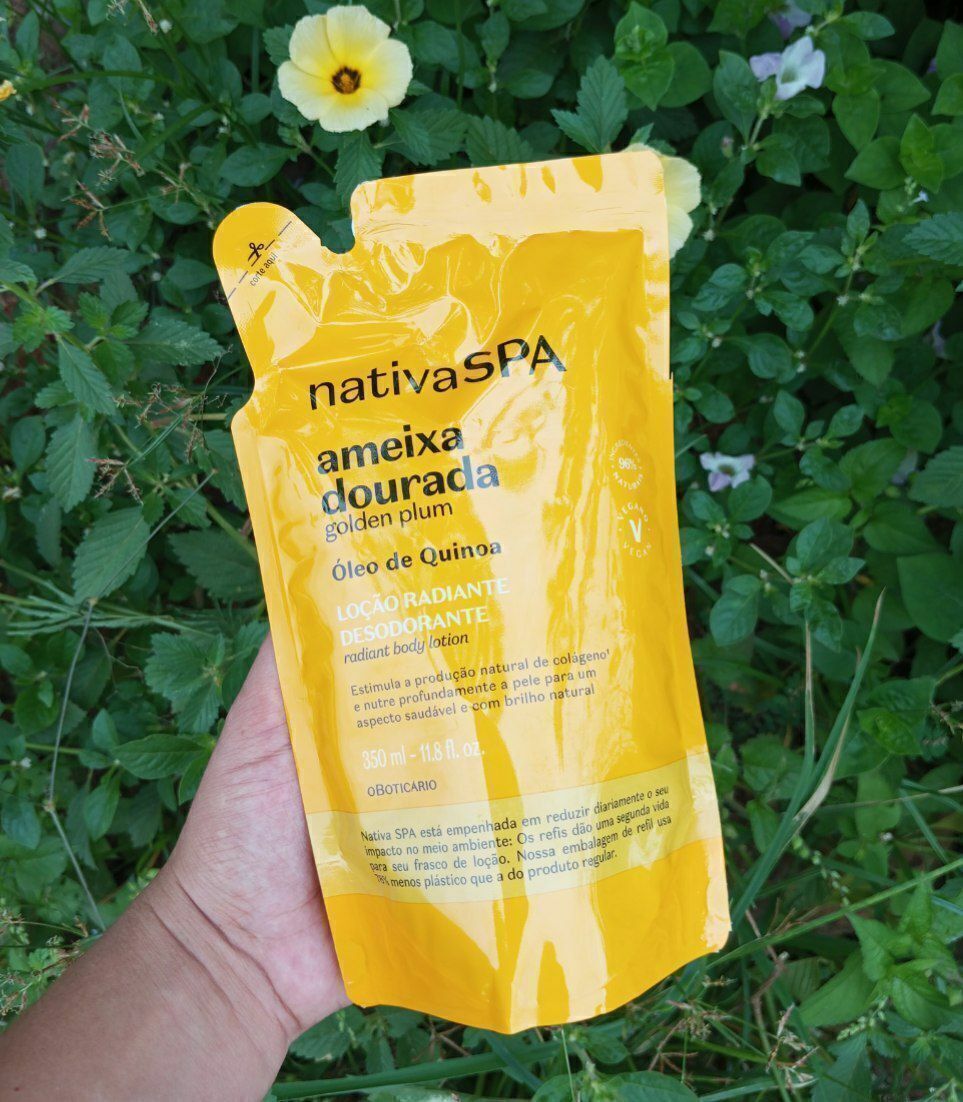 corte aqui
nativaSPA
ameixa
dourada
golden plum
Óleo de Quinoa
LOÇÃO RADIANTE
DESODORANTE
radiant body lotion
Estimula a produção natural de colágeno¹
e nutre profundamente a pele para um
aspecto saudável e com brilho natural
350 ml - 11.8 fl. oz.
oBOTICÁRIO
Nativa SPA está empenhada em reduzir diariamente o seu
impacto no meio ambiente: Os refis dão uma segunda vida
para seu frasco de loção. Nossa embalagem de refil usa
78% menos plástico que a do produto regular.
INGREDIENTES
96%
NATURAIS
VEGANO
V
VEGAN